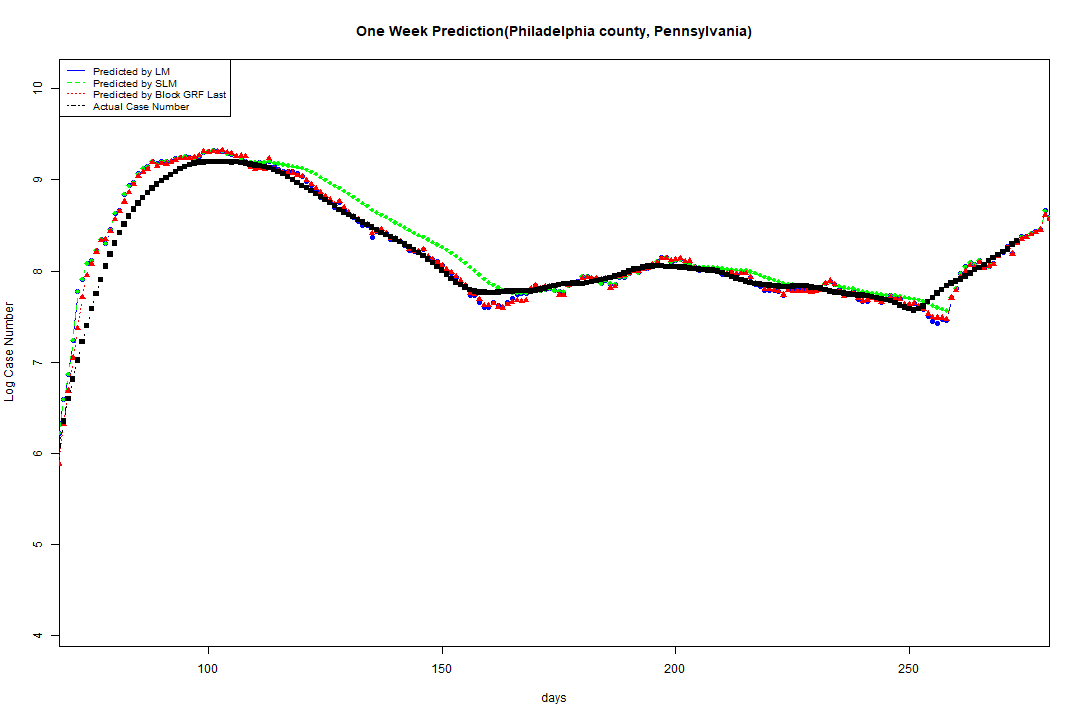 One Week Prediction(Philadelphia county, Pennsylvania)
Predicted by LM
Predicted by SLM
Predicted by Block GRF Last
Actual Case Number
10
9
8
7
6
5
4
Log Case Number
100 150 200 250
days